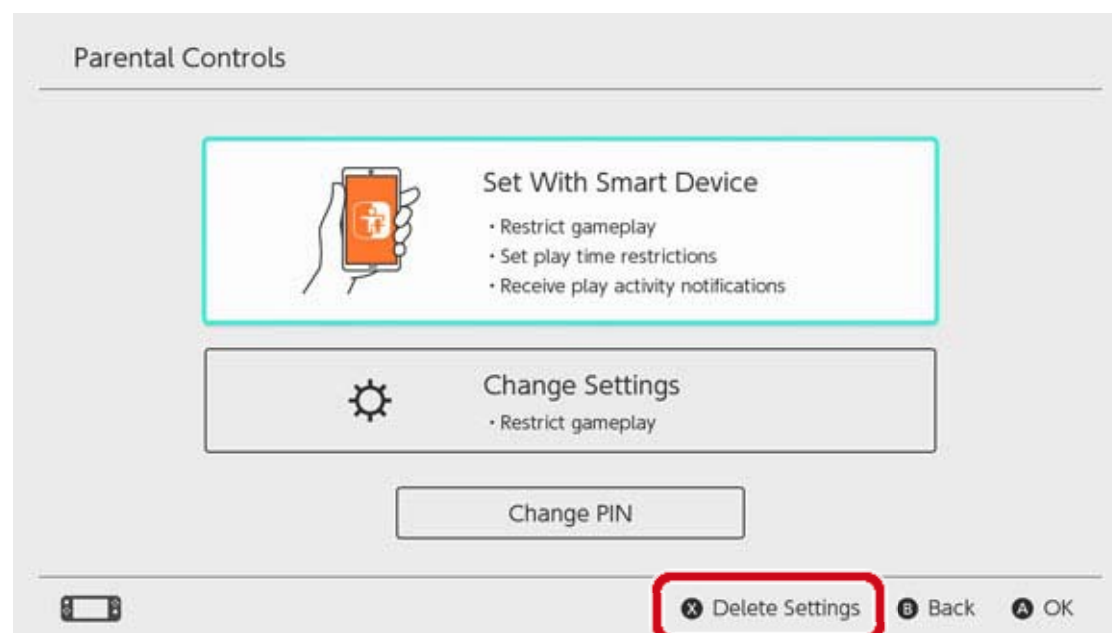 Parental Controls
Set With Smart Device
・Restrict gameplay
・Set play time restrictions
・Receive play activity notifications
Change Settings
・Restrict gameplay
Change PIN
X Delete Settings B Back A OK